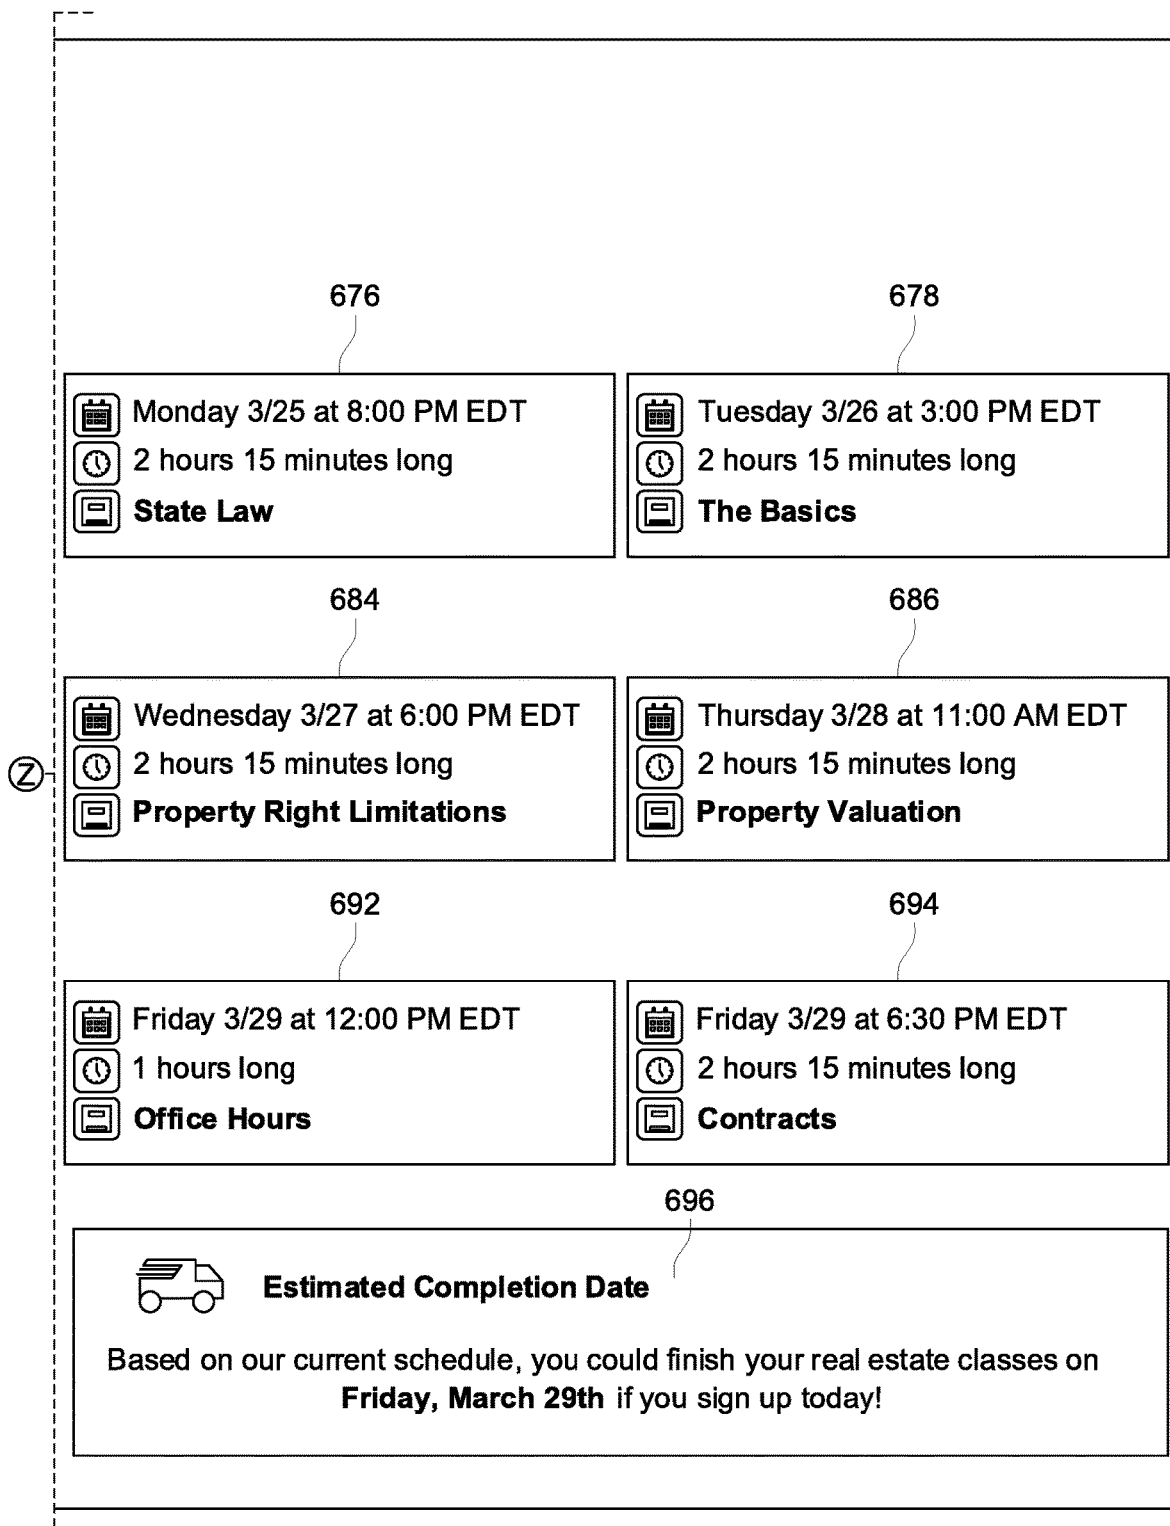 676
678
Monday 3/25 at 8:00 PM EDT
2 hours 15 minutes long
State Law
Tuesday 3/26 at 3:00 PM EDT
2 hours 15 minutes long
The Basics
684
686
Wednesday 3/27 at 6:00 PM EDT
2 hours 15 minutes long
Property Right Limitations
Thursday 3/28 at 11:00 AM EDT
2 hours 15 minutes long
Property Valuation
Z
692
694
Friday 3/29 at 12:00 PM EDT
1 hours long
Office Hours
Friday 3/29 at 6:30 PM EDT
2 hours 15 minutes long
Contracts
696
Estimated Completion Date
Based on our current schedule, you could finish your real estate classes on
Friday, March 29th if you sign up today!